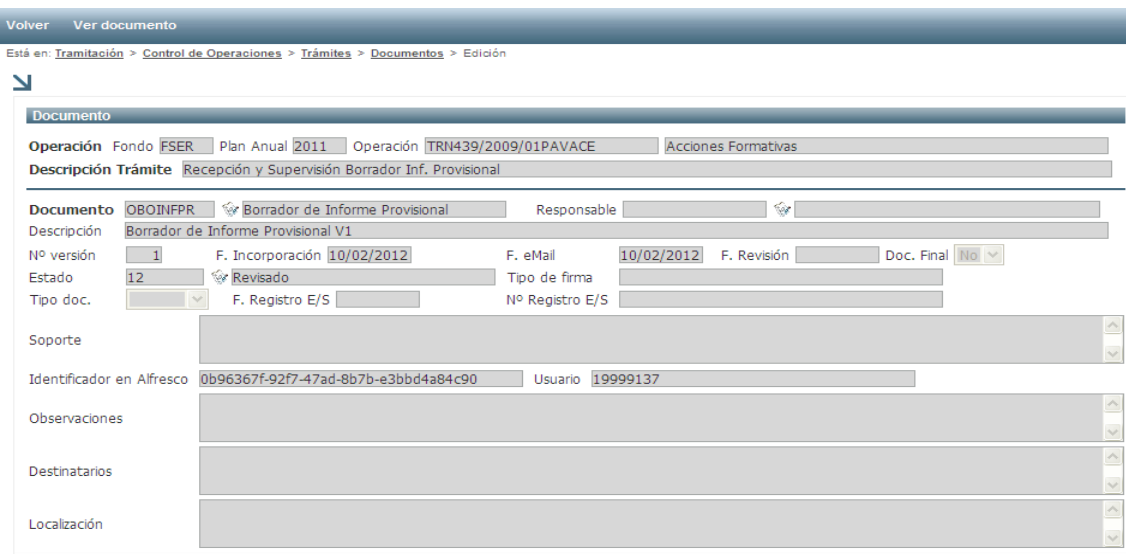 Volver Ver documento
Está en: Tramitación > Control de Operaciones > Trámites > Documentos > Edición
Documento
Operación Fondo FSER Plan Anual 2011 Operación TRN439/2009/01PAVACE Acciones Formativas
Descripción Trámite Recepción y Supervisión Borrador Inf. Provisional
Documento OBOINFPR Borrador de Informe Provisional Responsable
Descripción Borrador de Informe Provisional V1
Nº versión 1 F. Incorporación 10/02/2012 F. eMail 10/02/2012 F. Revisión Doc. Final No
Estado 12 Revisado Tipo de firma
Tipo doc. F. Registro E/S Nº Registro E/S
Soporte
Identificador en Alfresco 0b96367f-92f7-47ad-8b7b-e3bbd4a84c90 Usuario 19999137
Observaciones
Destinatarios
Localización